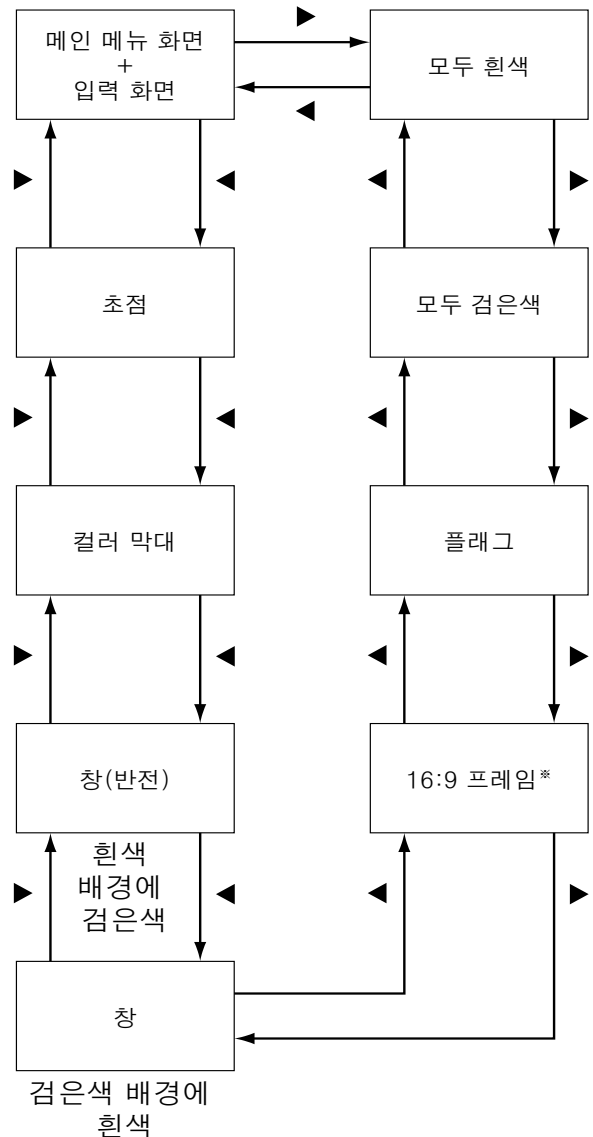 메인 메뉴 화면
+
입력 화면
모두 흰색
초점
모두 검은색
컬러 막대
플래그
창(반전)
16:9 프레임※
흰색
배경에
검은색
창
검은색 배경에
흰색